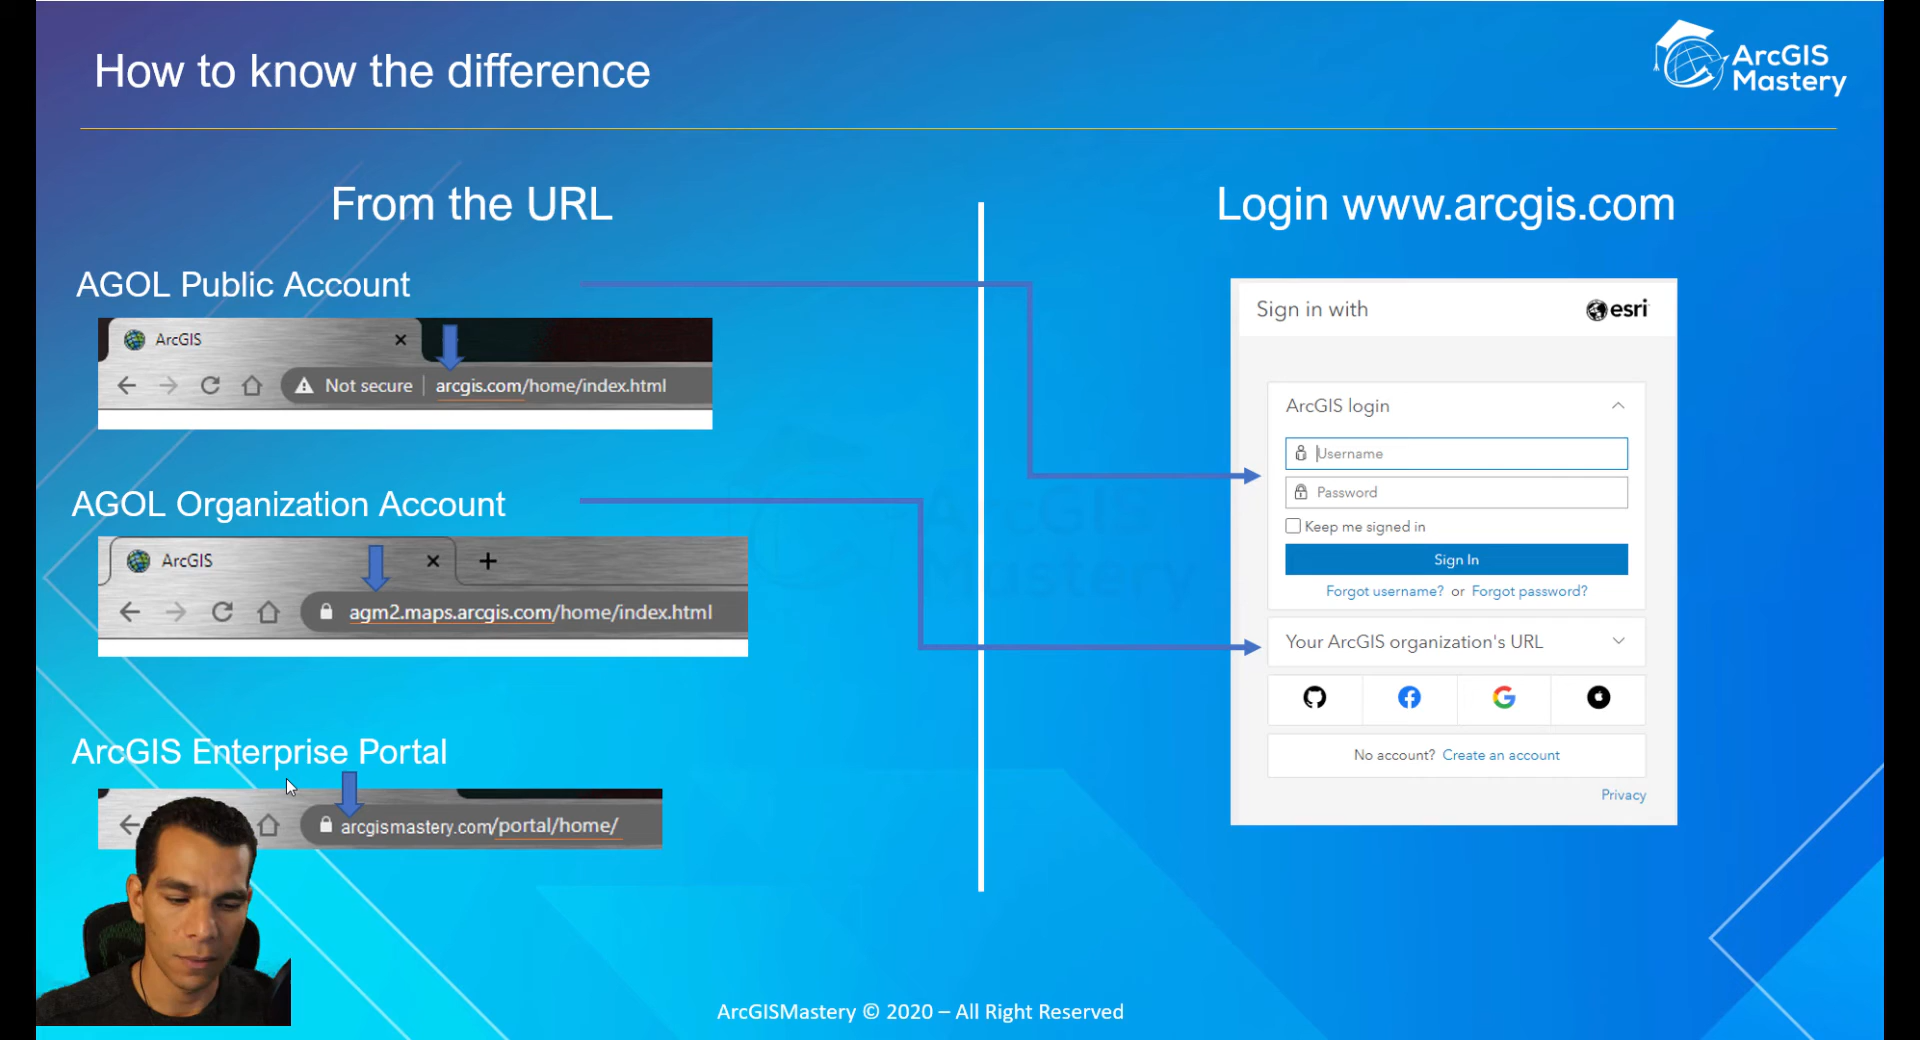 How to know the difference
ArcGIS
Mastery
From the URL
AGOL Public Account
ArcGIS
Not secure | arcgis.com/home/index.html
AGOL Organization Account
ArcGIS
agm2.maps.arcgis.com/home/index.html
ArcGIS Enterprise Portal
arcgismastery.com/portal/home/
Login www.arcgis.com
Sign in with
esri
ArcGIS login
Username
Password
Keep me signed in
Sign In
Forgot username? or Forgot password?
Your ArcGIS organization's URL
No account? Create an account
Privacy
ArcGIS
Mastery
ArcGISMastery © 2020 – All Right Reserved